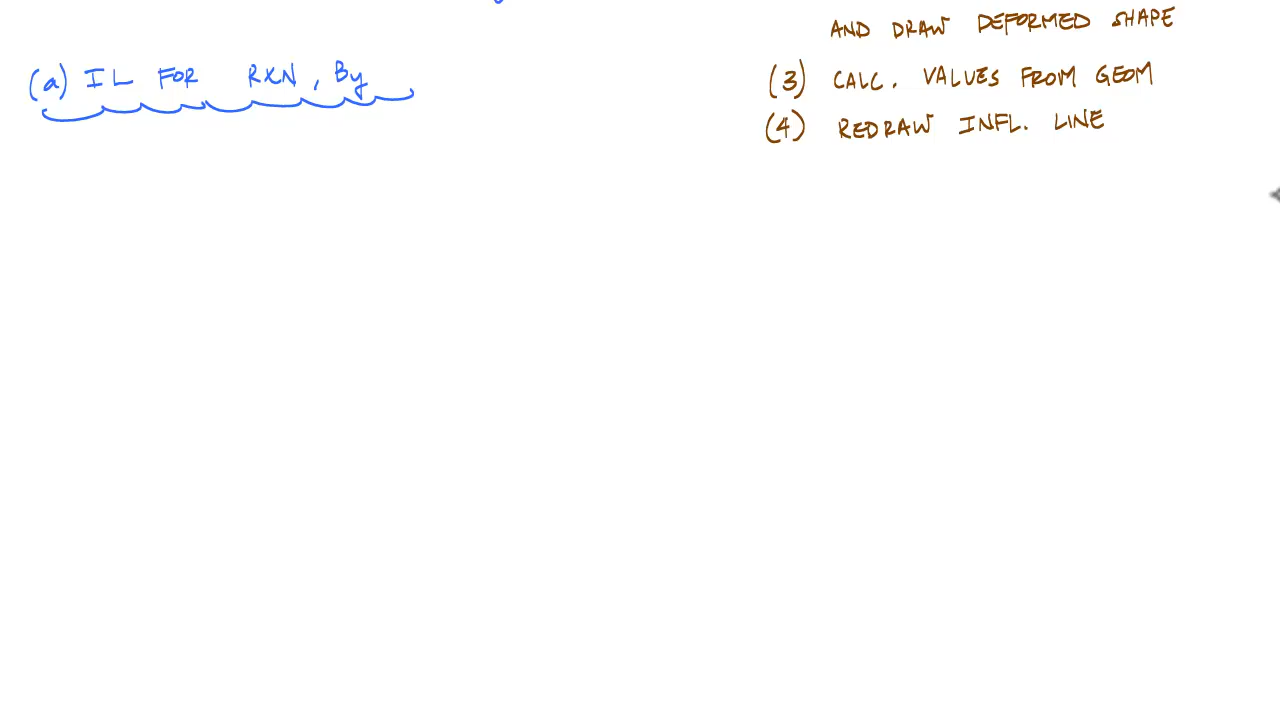 AND DRAW DEFORMED SHAPE
(a) IL FOR RXN, By
(3) CALC. VALUES FROM GEOM
(4) REDRAW INFL. LINE